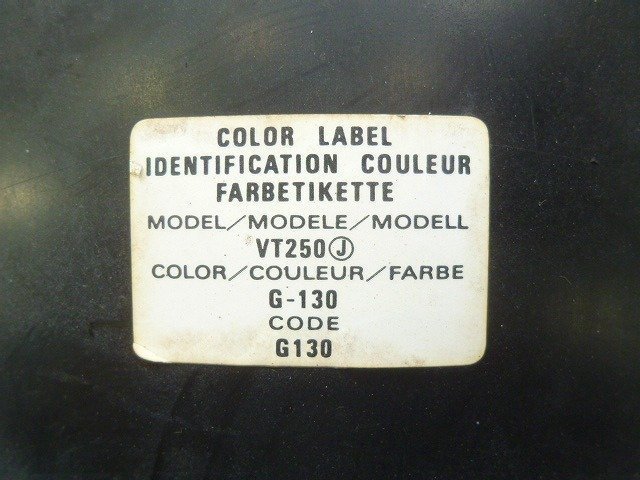 COLOR LABEL
IDENTIFICATION COULEUR
FARBETIKETTE
MODEL/MODELE/MODELL
VT250Ⓙ
COLOR/COULEUR/FARBE
G-130
CODE
G130